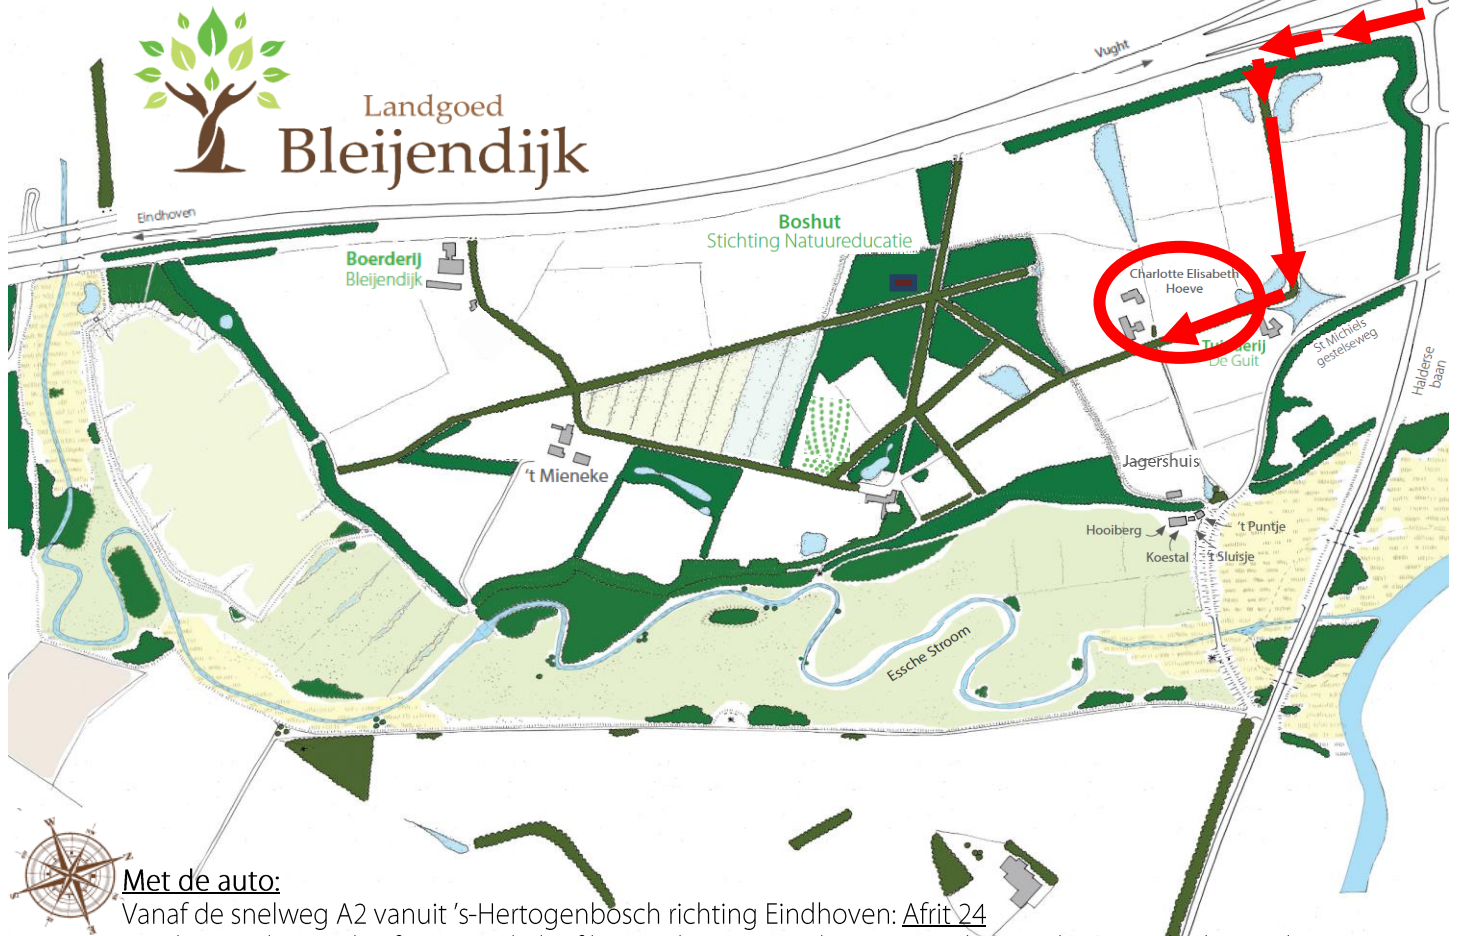 Landgoed
Bleijendijk
Vught
Eindhoven
Boerderij
Bleijendijk
Boshut
Stichting Natuureducatie
Charlotte Elisabeth
Hoeve
De Guit
St Michiels
gestelseweg
Halderse
baan
't Mieneke
Jagershuis
Hooiberg
't Puntje
Koestal
't Sluisje
Essche Stroom
Met de auto:
Vanaf de snelweg A2 vanuit 's-Hertogenbosch richting Eindhoven: Afrit 24